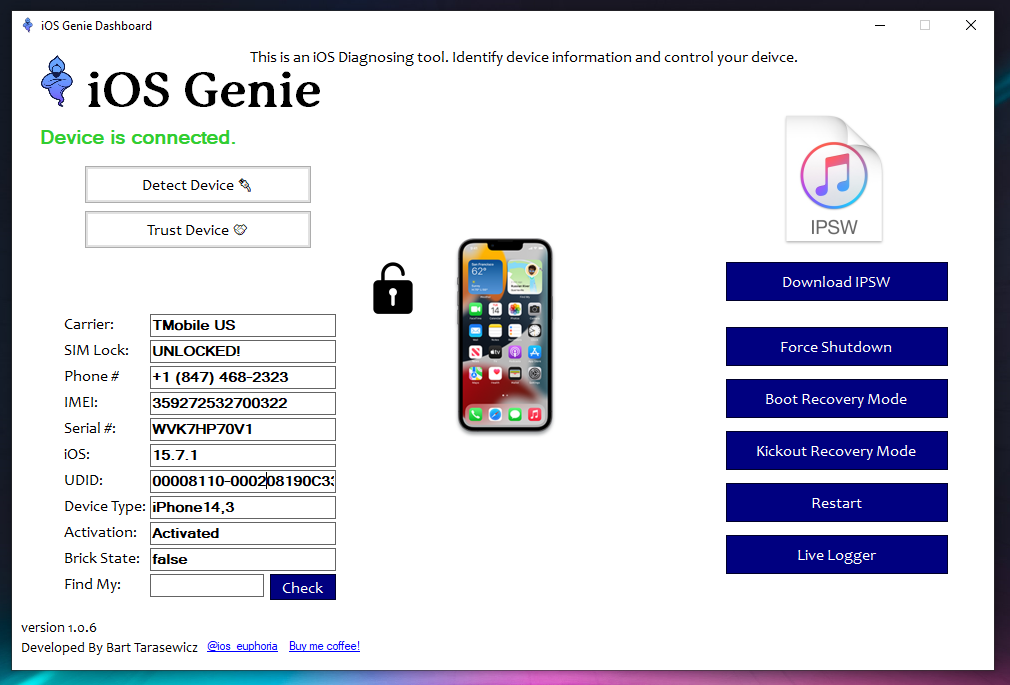 iOS Genie Dashboard
This is an iOS Diagnosing tool. Identify device information and control your deivce.
iOS Genie
Device is connected.
Detect Device
Trust Device
IPSW
Download IPSW
Force Shutdown
Boot Recovery Mode
Kickout Recovery Mode
Restart
Live Logger
Carrier: TMobile US
SIM Lock: UNLOCKED!
Phone # +1 (847) 468-2323
IMEI: 359272532700322
Serial #: WVK7HP70V1
iOS: 15.7.1
UDID: 00008110-000208190C33
Device Type: iPhone14,3
Activation: Activated
Brick State: false
Find My: Check
version 1.0.6
Developed By Bart Tarasewicz @ios_euphoria Buy me coffee!